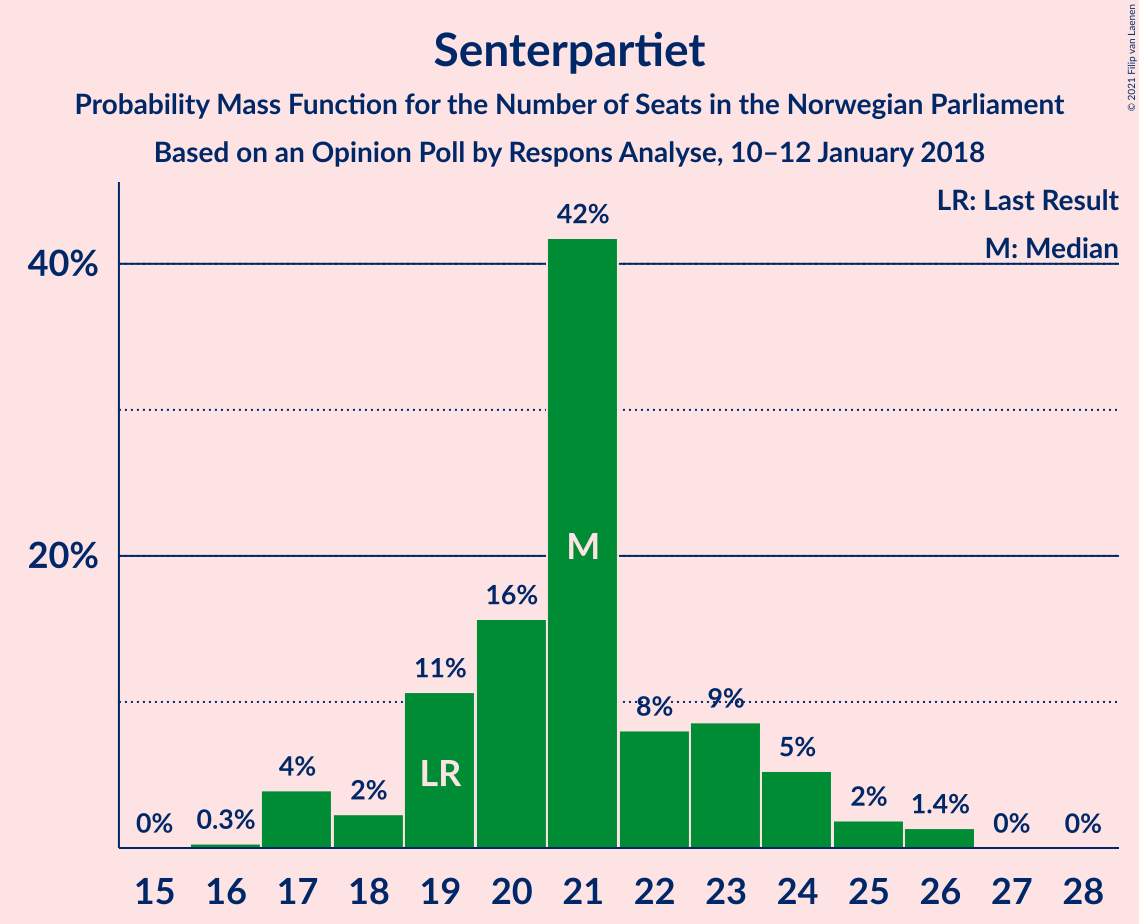 Senterpartiet
Probability Mass Function for the Number of Seats in the Norwegian Parliament
Based on an Opinion Poll by Respons Analyse, 10–12 January 2018
© 2021 Filip van Laenen
LR: Last Result
M: Median
40%
20%
0%
0.3%
4%
2%
11%
16%
42%
8%
9%
5%
2%
1.4%
0%
0%
LR
M
15 16 17 18 19 20 21 22 23 24 25 26 27 28